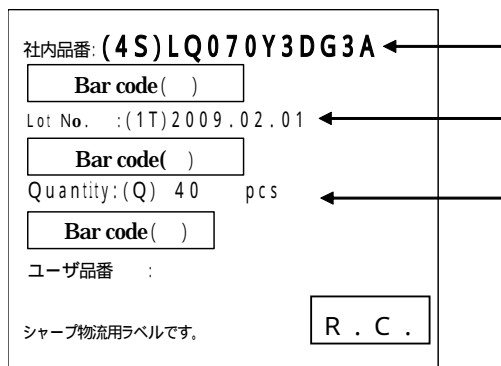 社内品番: (4S)LQ070Y3DG3A
Bar code( )
Lot No. :(1T)2009.02.01
Bar code( )
Quantity:(Q) 40 pcs
Bar code( )
ユーザ品番 :
シャープ物流用ラベルです。
R.C.